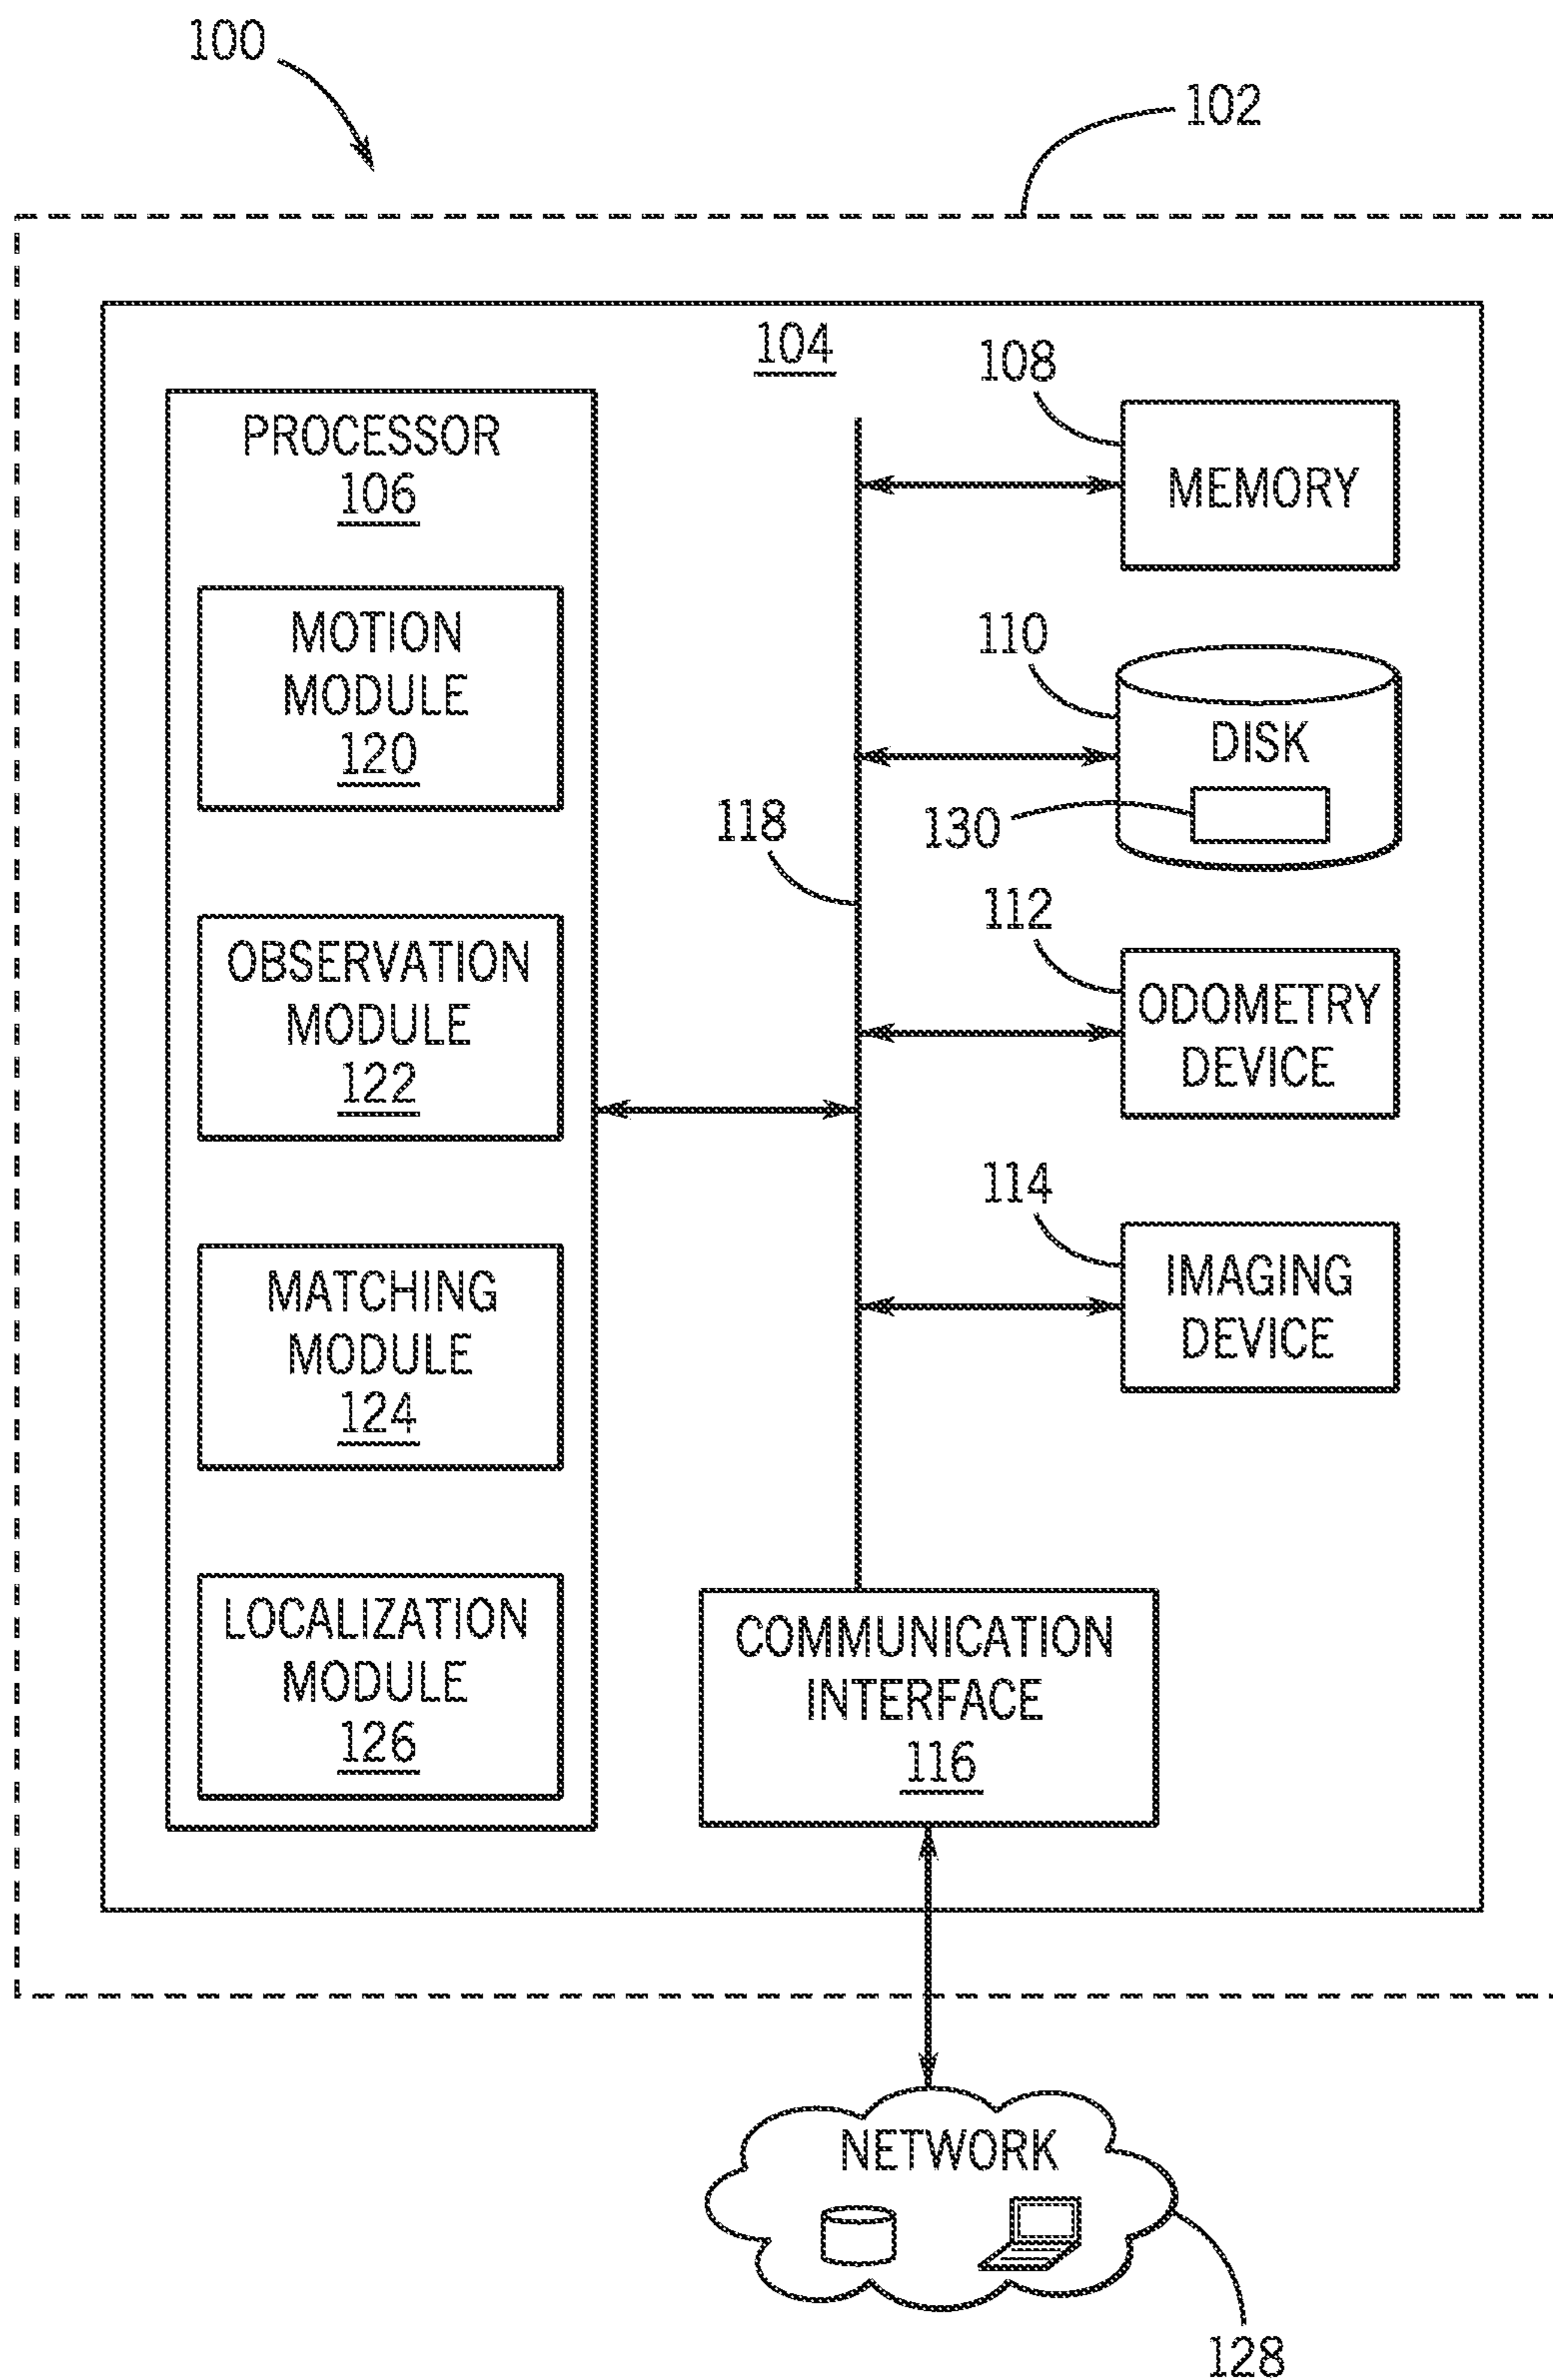 100
102
104
PROCESSOR
106
MOTION
MODULE
120
OBSERVATION
MODULE
122
MATCHING
MODULE
124
LOCALIZATION
MODULE
126
118
108
MEMORY
110
DISK
130
112
ODOMETRY
DEVICE
114
IMAGING
DEVICE
COMMUNICATION
INTERFACE
116
NETWORK
128